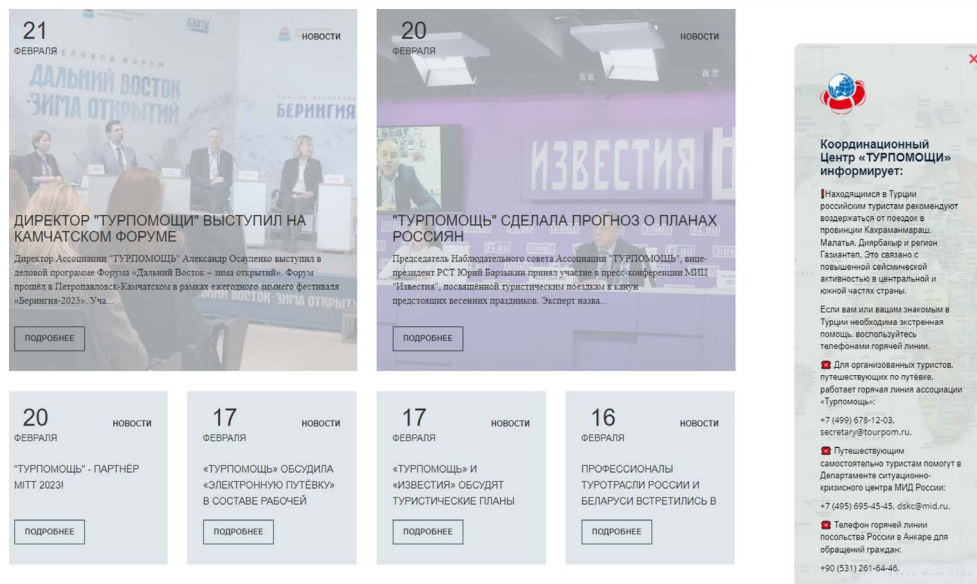 21
ФЕВРАЛЯ
НОВОСТИ
ДЕЛОВОЙ ФОРУМ
ДАЛЬНИЙ ВОСТОК
-ЗИМА ОТКРЫТИЙ
БЕРИНГИЯ
ДИРЕКТОР "ТУРПОМОЩИ" ВЫСТУПИЛ НА
КАМЧАТСКОМ ФОРУМЕ
Директор Ассоциации "ТУРПОМОЩЬ" Александр Осауленко выступил в
деловой программе Форума «Дальний Восток – зима открытий». Форум
прошёл в Петропавловск-Камчатском в рамках ежегодного зимнего фестиваля
«Берингия-2023». Уча...
ПОДРОБНЕЕ
20
ФЕВРАЛЯ
НОВОСТИ
ИЗВЕСТИЯ
"ТУРПОМОЩЬ" СДЕЛАЛА ПРОГНОЗ О ПЛАНАХ
РОССИЯН
Председатель Наблюдательного совета Ассоциации "ТУРПОМОЩЬ", вице-
президент РСТ Юрий Барзыкин принял участие в пресс-конференции МИЦ
"Известия", посвящённой туристическим поездкам в канун
предстоящих весенних праздников. Эксперт назва...
ПОДРОБНЕЕ
20
ФЕВРАЛЯ
НОВОСТИ
"ТУРПОМОЩЬ" - ПАРТНЁР
MITT 2023!
ПОДРОБНЕЕ
17
ФЕВРАЛЯ
НОВОСТИ
«ТУРПОМОЩЬ» ОБСУДИЛА
«ЭЛЕКТРОННУЮ ПУТЁВКУ»
В СОСТАВЕ РАБОЧЕЙ
ПОДРОБНЕЕ
17
ФЕВРАЛЯ
НОВОСТИ
«ТУРПОМОЩЬ» И
«ИЗВЕСТИЯ» ОБСУДЯТ
ТУРИСТИЧЕСКИЕ ПЛАНЫ
ПОДРОБНЕЕ
16
ФЕВРАЛЯ
НОВОСТИ
ПРОФЕССИОНАЛЫ
ТУРОТРАСЛИ РОССИИ И
БЕЛАРУСИ ВСТРЕТИЛИСЬ В
ПОДРОБНЕЕ
Координационный
Центр «ТУРПОМОЩИ»
информирует:
Находящимся в Турции
российским туристам рекомендуют
воздержаться от поездок в
провинции Кахраманмараш,
Малатья, Диярбакыр и регион
Газиантеп. Это связано с
повышенной сейсмической
активностью в центральной и
южной частях страны.
Если вам или вашим знакомым в
Турции необходима экстренная
помощь, воспользуйтесь
телефонами горячей линии.
Для организованных туристов,
путешествующих по путёвке,
работает горячая линия ассоциации
«Турпомощь»:
+7 (499) 678-12-03,
secretary@tourpom.ru.
Путешествующим
самостоятельно туристам помогут в
Департаменте ситуационно-
кризисного центра МИД России:
+7 (495) 695-45-45, dskc@mid.ru.
Телефон горячей линии
посольства России в Анкаре для
обращений граждан:
+90 (531) 261-64-46.